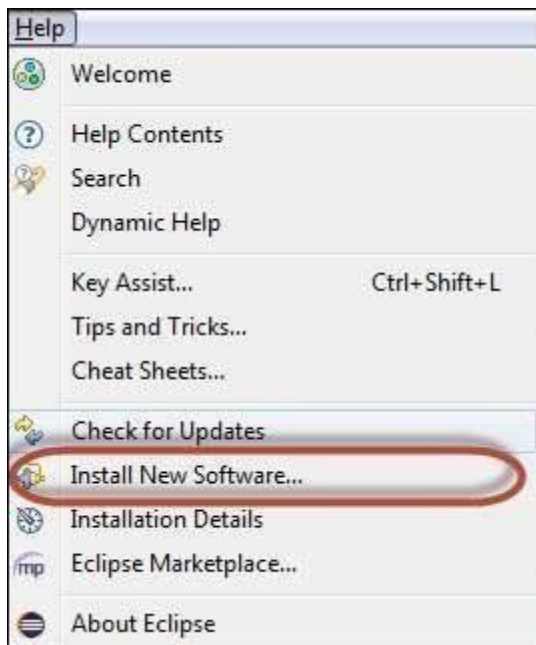 Help
Welcome
Help Contents
Search
Dynamic Help
Key Assist... Ctrl+Shift+L
Tips and Tricks...
Cheat Sheets...
Check for Updates
Install New Software...
Installation Details
mp Eclipse Marketplace...
About Eclipse